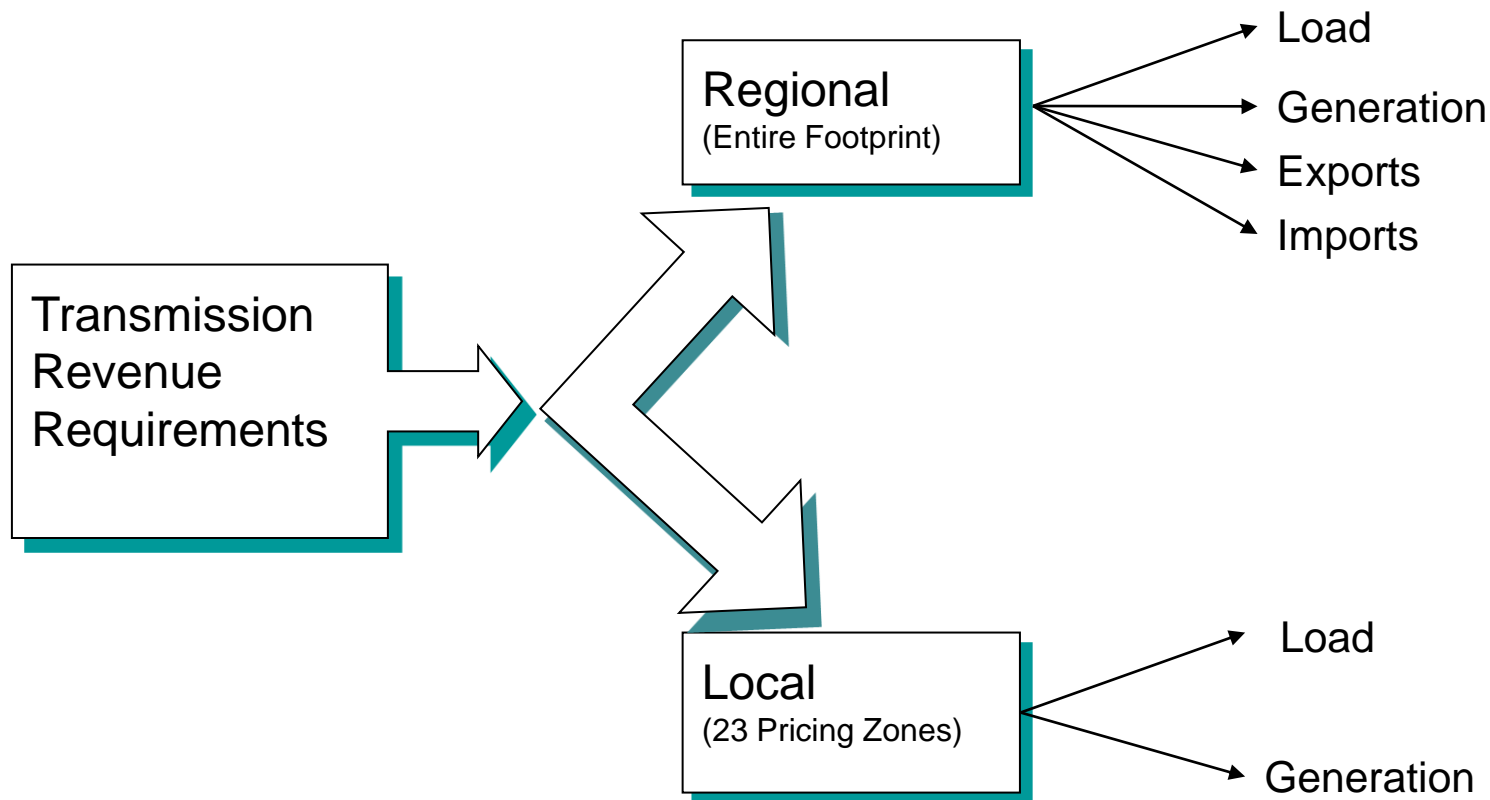 Transmission
Revenue
Requirements
Regional
(Entire Footprint)
Load
Generation
Exports
Imports
Local
(23 Pricing Zones)
Load
Generation